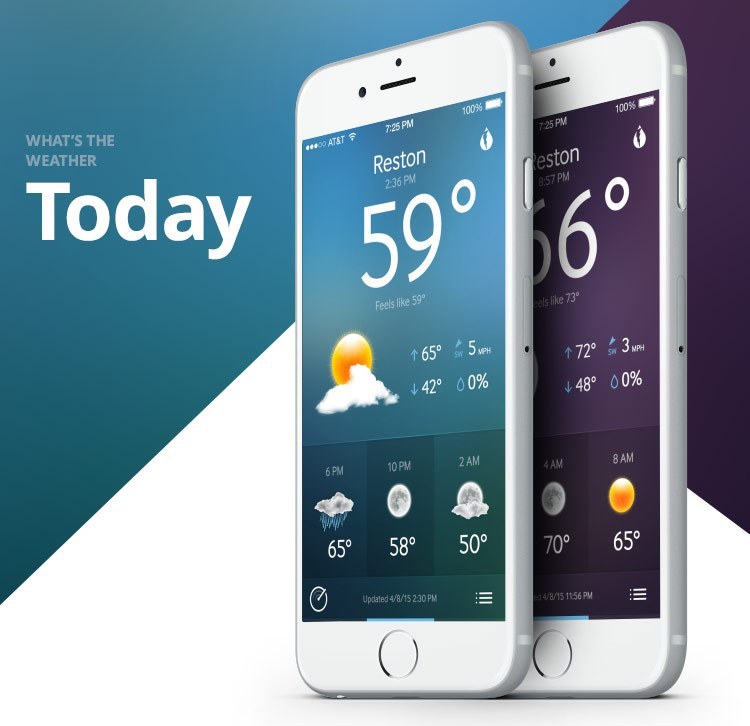 WHAT'S THE
WEATHER
Today
AT&T 7:25 PM 100%
Reston
2:36 PM
59°
Feels like 59°
↑ 65° SW 5 MPH
↓ 42° 0%
6 PM 10 PM 2 AM
65° 58° 50°
Updated 4/8/15 2:30 PM
7:25 PM 100%
Reston
8:57 PM
66°
eels like 73°
↑ 72° SW 3 MPH
↓ 48° 0%
4 AM 8 AM
70° 65°
ed 4/8/15 11:56 PM